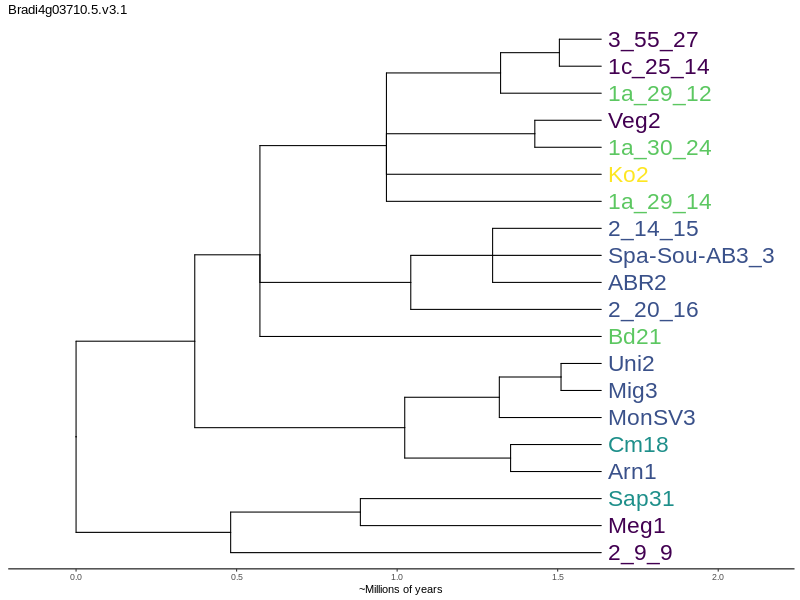 Bradi4g03710.5.v3.1
3_55_27
1c_25_14
1a_29_12
Veg2
1a_30_24
Ko2
1a_29_14
2_14_15
Spa-Sou-AB3_3
ABR2
2_20_16
Bd21
Uni2
Mig3
MonSV3
Cm18
Arn1
Sap31
Meg1
2_9_9
0.0 0.5 1.0 1.5 2.0
~Millions of years